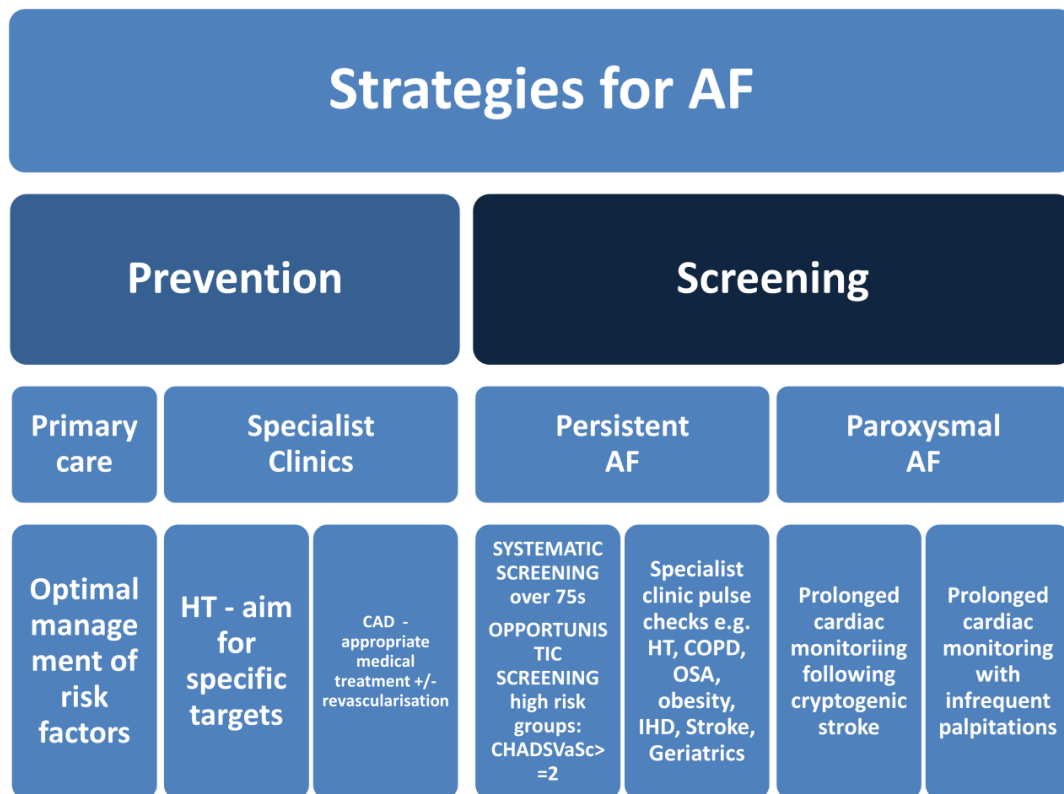 Strategies for AF
Prevention
Screening
Primary
care
Specialist
Clinics
Persistent
AF
Paroxysmal
AF
Optimal
manage
ment of
risk
factors
HT - aim
for
specific
targets
CAD -
appropriate
medical
treatment +/-
revascularisation
SYSTEMATIC
SCREENING
over 75s
OPPORTUNIS
TIC
SCREENING
high risk
groups:
CHADSVaSc>
=2
Specialist
clinic pulse
checks e.g.
HT, COPD,
OSA,
obesity,
IHD, Stroke,
Geriatrics
Prolonged
cardiac
monitoriing
following
cryptogenic
stroke
Prolonged
cardiac
monitoring
with
infrequent
palpitations